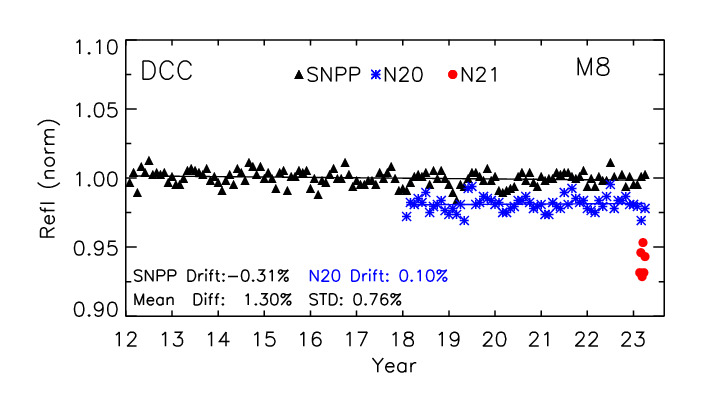 1.10
DCC
SNPP N20 N21
M8
1.05
1.00
0.95
0.90
Refl (norm)
SNPP Drift:-0.31% N20 Drift: 0.10%
Mean Diff: 1.30% STD: 0.76%
12 13 14 15 16 17 18 19 20 21 22 23
Year